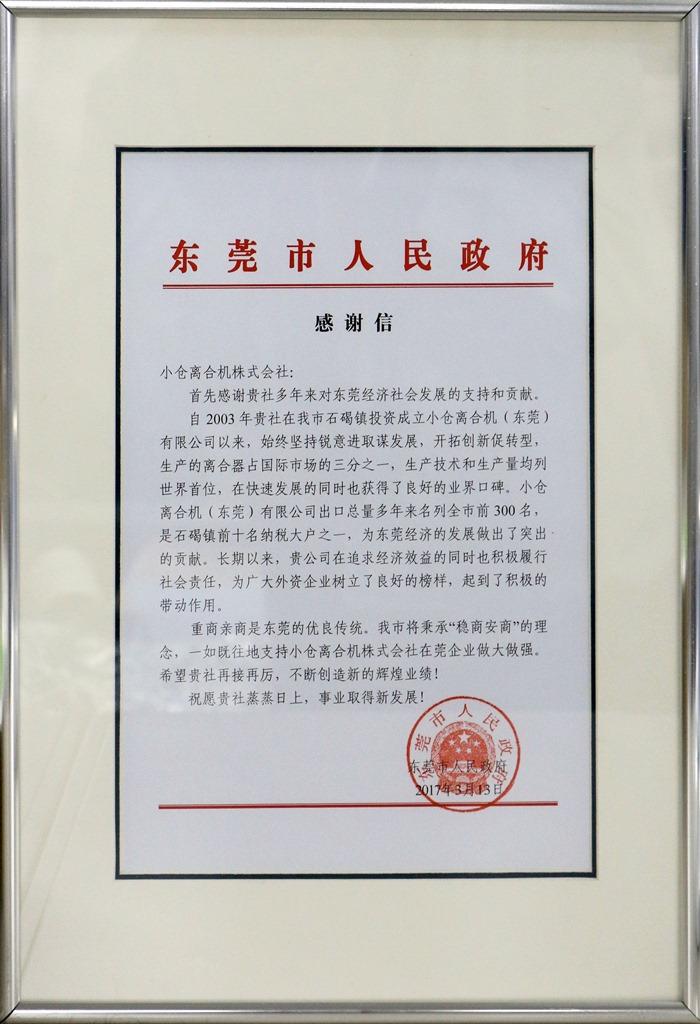 东莞市人民政府
感谢信
小仓离合机株式会社：
首先感谢贵社多年来对东莞经济社会发展的支持和贡献。
自 2003 年贵社在我市石碣镇投资成立小仓离合机（东莞）
有限公司以来，始终坚持锐意进取谋发展，开拓创新促转型，
生产的离合器占国际市场的三分之一，生产技术和生产量均列
世界首位，在快速发展的同时也获得了良好的业界口碑。小仓
离合机（东莞）有限公司出口总量多年来名列全市前 300 名，
是石碣镇前十名纳税大户之一，为东莞经济的发展做出了突出
的贡献。长期以来，贵公司在追求经济效益的同时也积极履行
社会责任，为广大外资企业树立了良好的榜样，起到了积极的
带动作用。
重商亲商是东莞的优良传统。我市将秉承“稳商安商”的理
念，一如既往地支持小仓离合机株式会社在莞企业做大做强。
希望贵社再接再厉，不断创造新的辉煌业绩！
祝愿贵社蒸蒸日上，事业取得新发展！
东莞市人民政府
东莞市人民政府
2017年3月13日